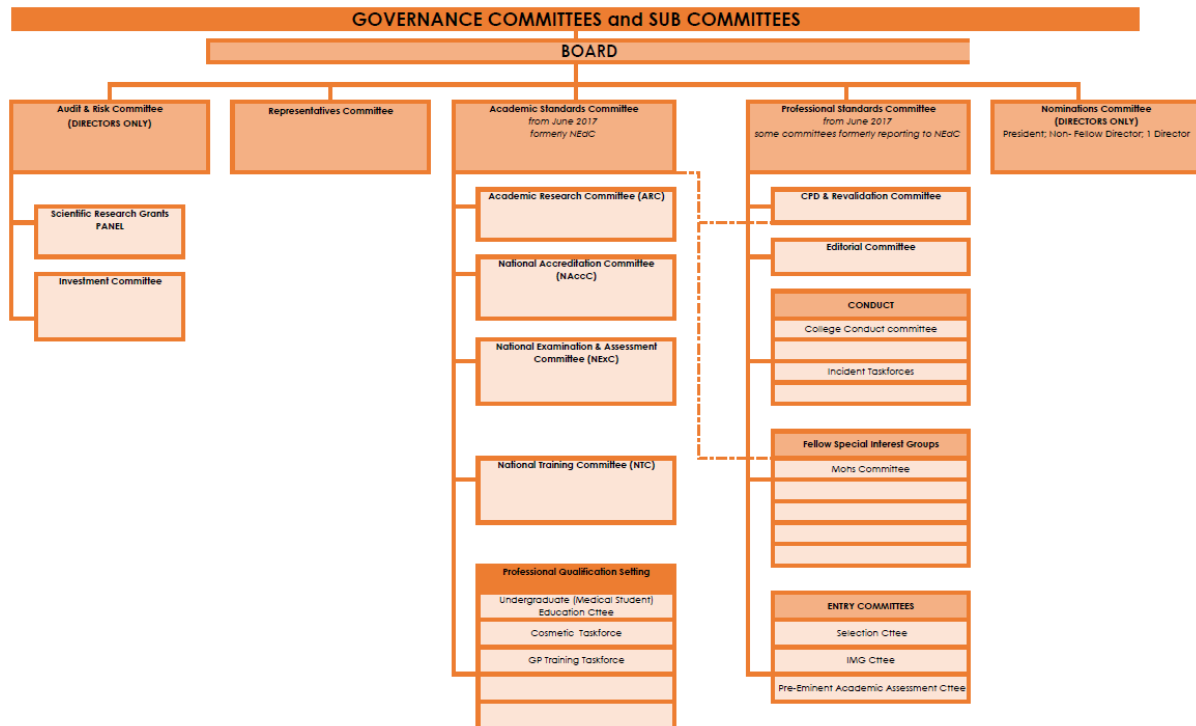 GOVERNANCE COMMITTEES and SUB COMMITTEES
BOARD
Audit & Risk Committee
(DIRECTORS ONLY)
Representatives Committee
Academic Standards Committee
from June 2017
formerly NEdC
Professional Standards Committee
from June 2017
some committees formerly reporting to NEdC
Nominations Committee
(DIRECTORS ONLY)
President; Non- Fellow Director; 1 Director
Scientific Research Grants
PANEL
Investment Committee
Academic Research Committee (ARC)
National Accreditation Committee
(NAccC)
National Examination & Assessment
Committee (NExC)
National Training Committee (NTC)
Professional Qualification Setting
Undergraduate (Medical Student)
Education Cttee
Cosmetic Taskforce
GP Training Taskforce
CPD & Revalidation Committee
Editorial Committee
CONDUCT
College Conduct committee
Incident Taskforces
Fellow Special Interest Groups
Mohs Committee
ENTRY COMMITTEES
Selection Cttee
IMG Cttee
Pre-Eminent Academic Assessment Cttee